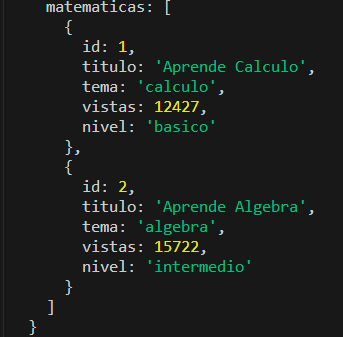 matematicas: [
{
id: 1,
titulo: 'Aprende Calculo',
tema: 'calculo',
vistas: 12427,
nivel: 'basico'
},
{
id: 2,
titulo: 'Aprende Algebra',
tema: 'algebra',
vistas: 15722,
nivel: 'intermedio'
}
]
}